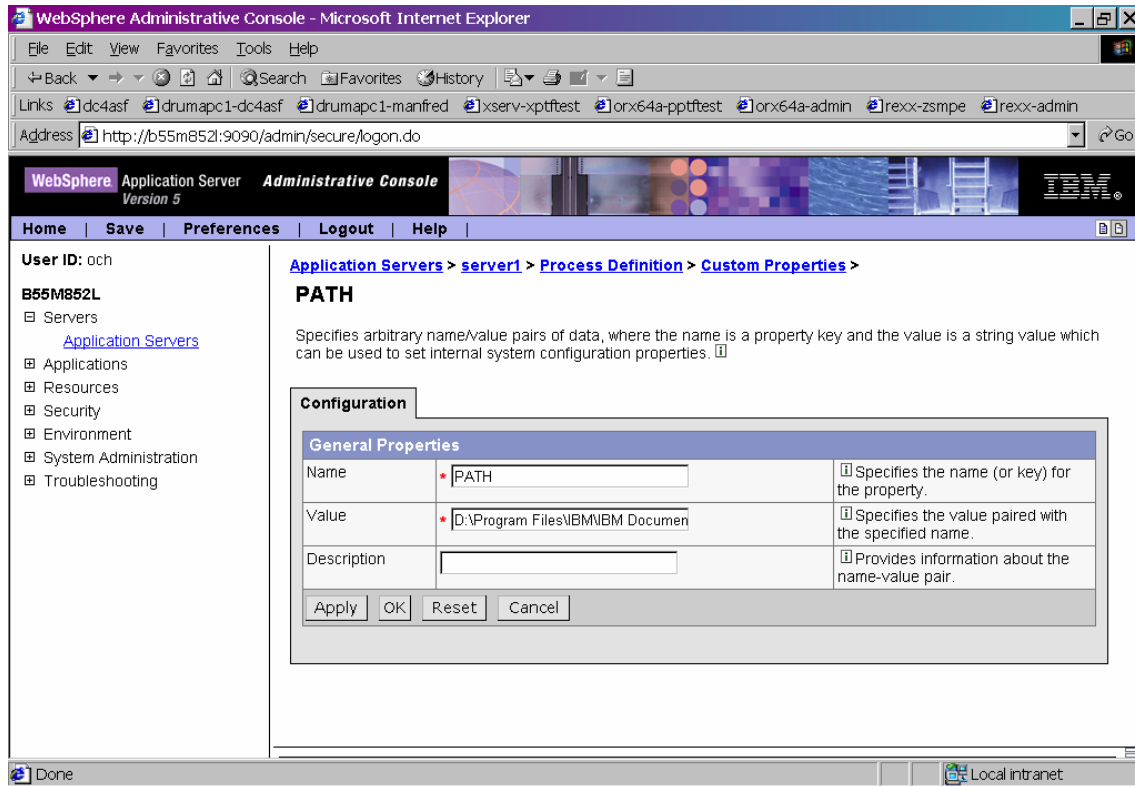 WebSphere Administrative Console - Microsoft Internet Explorer
File Edit View Favorites Tools Help
Back Search Favorites History
Links dc4asf drumapc1-dc4asf drumapc1-manfred xserv-xptftest orx64a-pptftest orx64a-admin rexx-zsmpe rexx-admin
Address http://b55m852l:9090/admin/secure/logon.do Go
WebSphere Application Server Administrative Console
Version 5
IBM
Home | Save | Preferences | Logout | Help |
User ID: och
B55M852L
Servers
Application Servers
Applications
Resources
Security
Environment
System Administration
Troubleshooting
Application Servers > server1 > Process Definition > Custom Properties >
PATH
Specifies arbitrary name/value pairs of data, where the name is a property key and the value is a string value which
can be used to set internal system configuration properties.
Configuration
General Properties
Name * PATH Specifies the name (or key) for
the property.
Value * D:\Program Files\IBM\IBM Documen Specifies the value paired with
the specified name.
Description Provides information about the
name-value pair.
Apply OK Reset Cancel
Done Local intranet